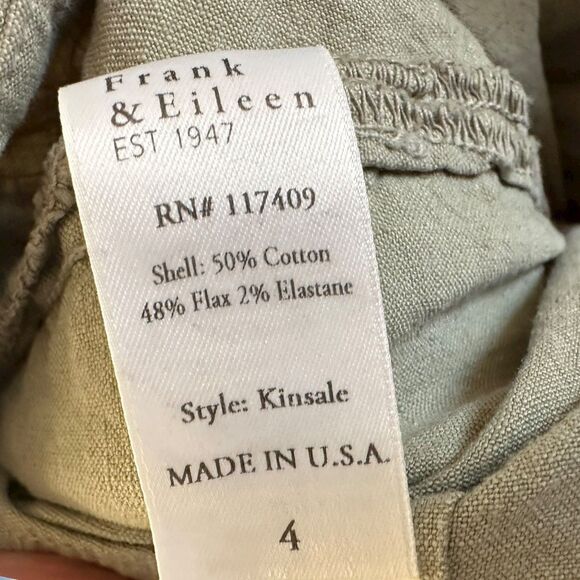 Frank
& Eileen
EST 1947
RN# 117409
Shell: 50% Cotton
48% Flax 2% Elastane
Style: Kinsale
MADE IN U.S.A.
4